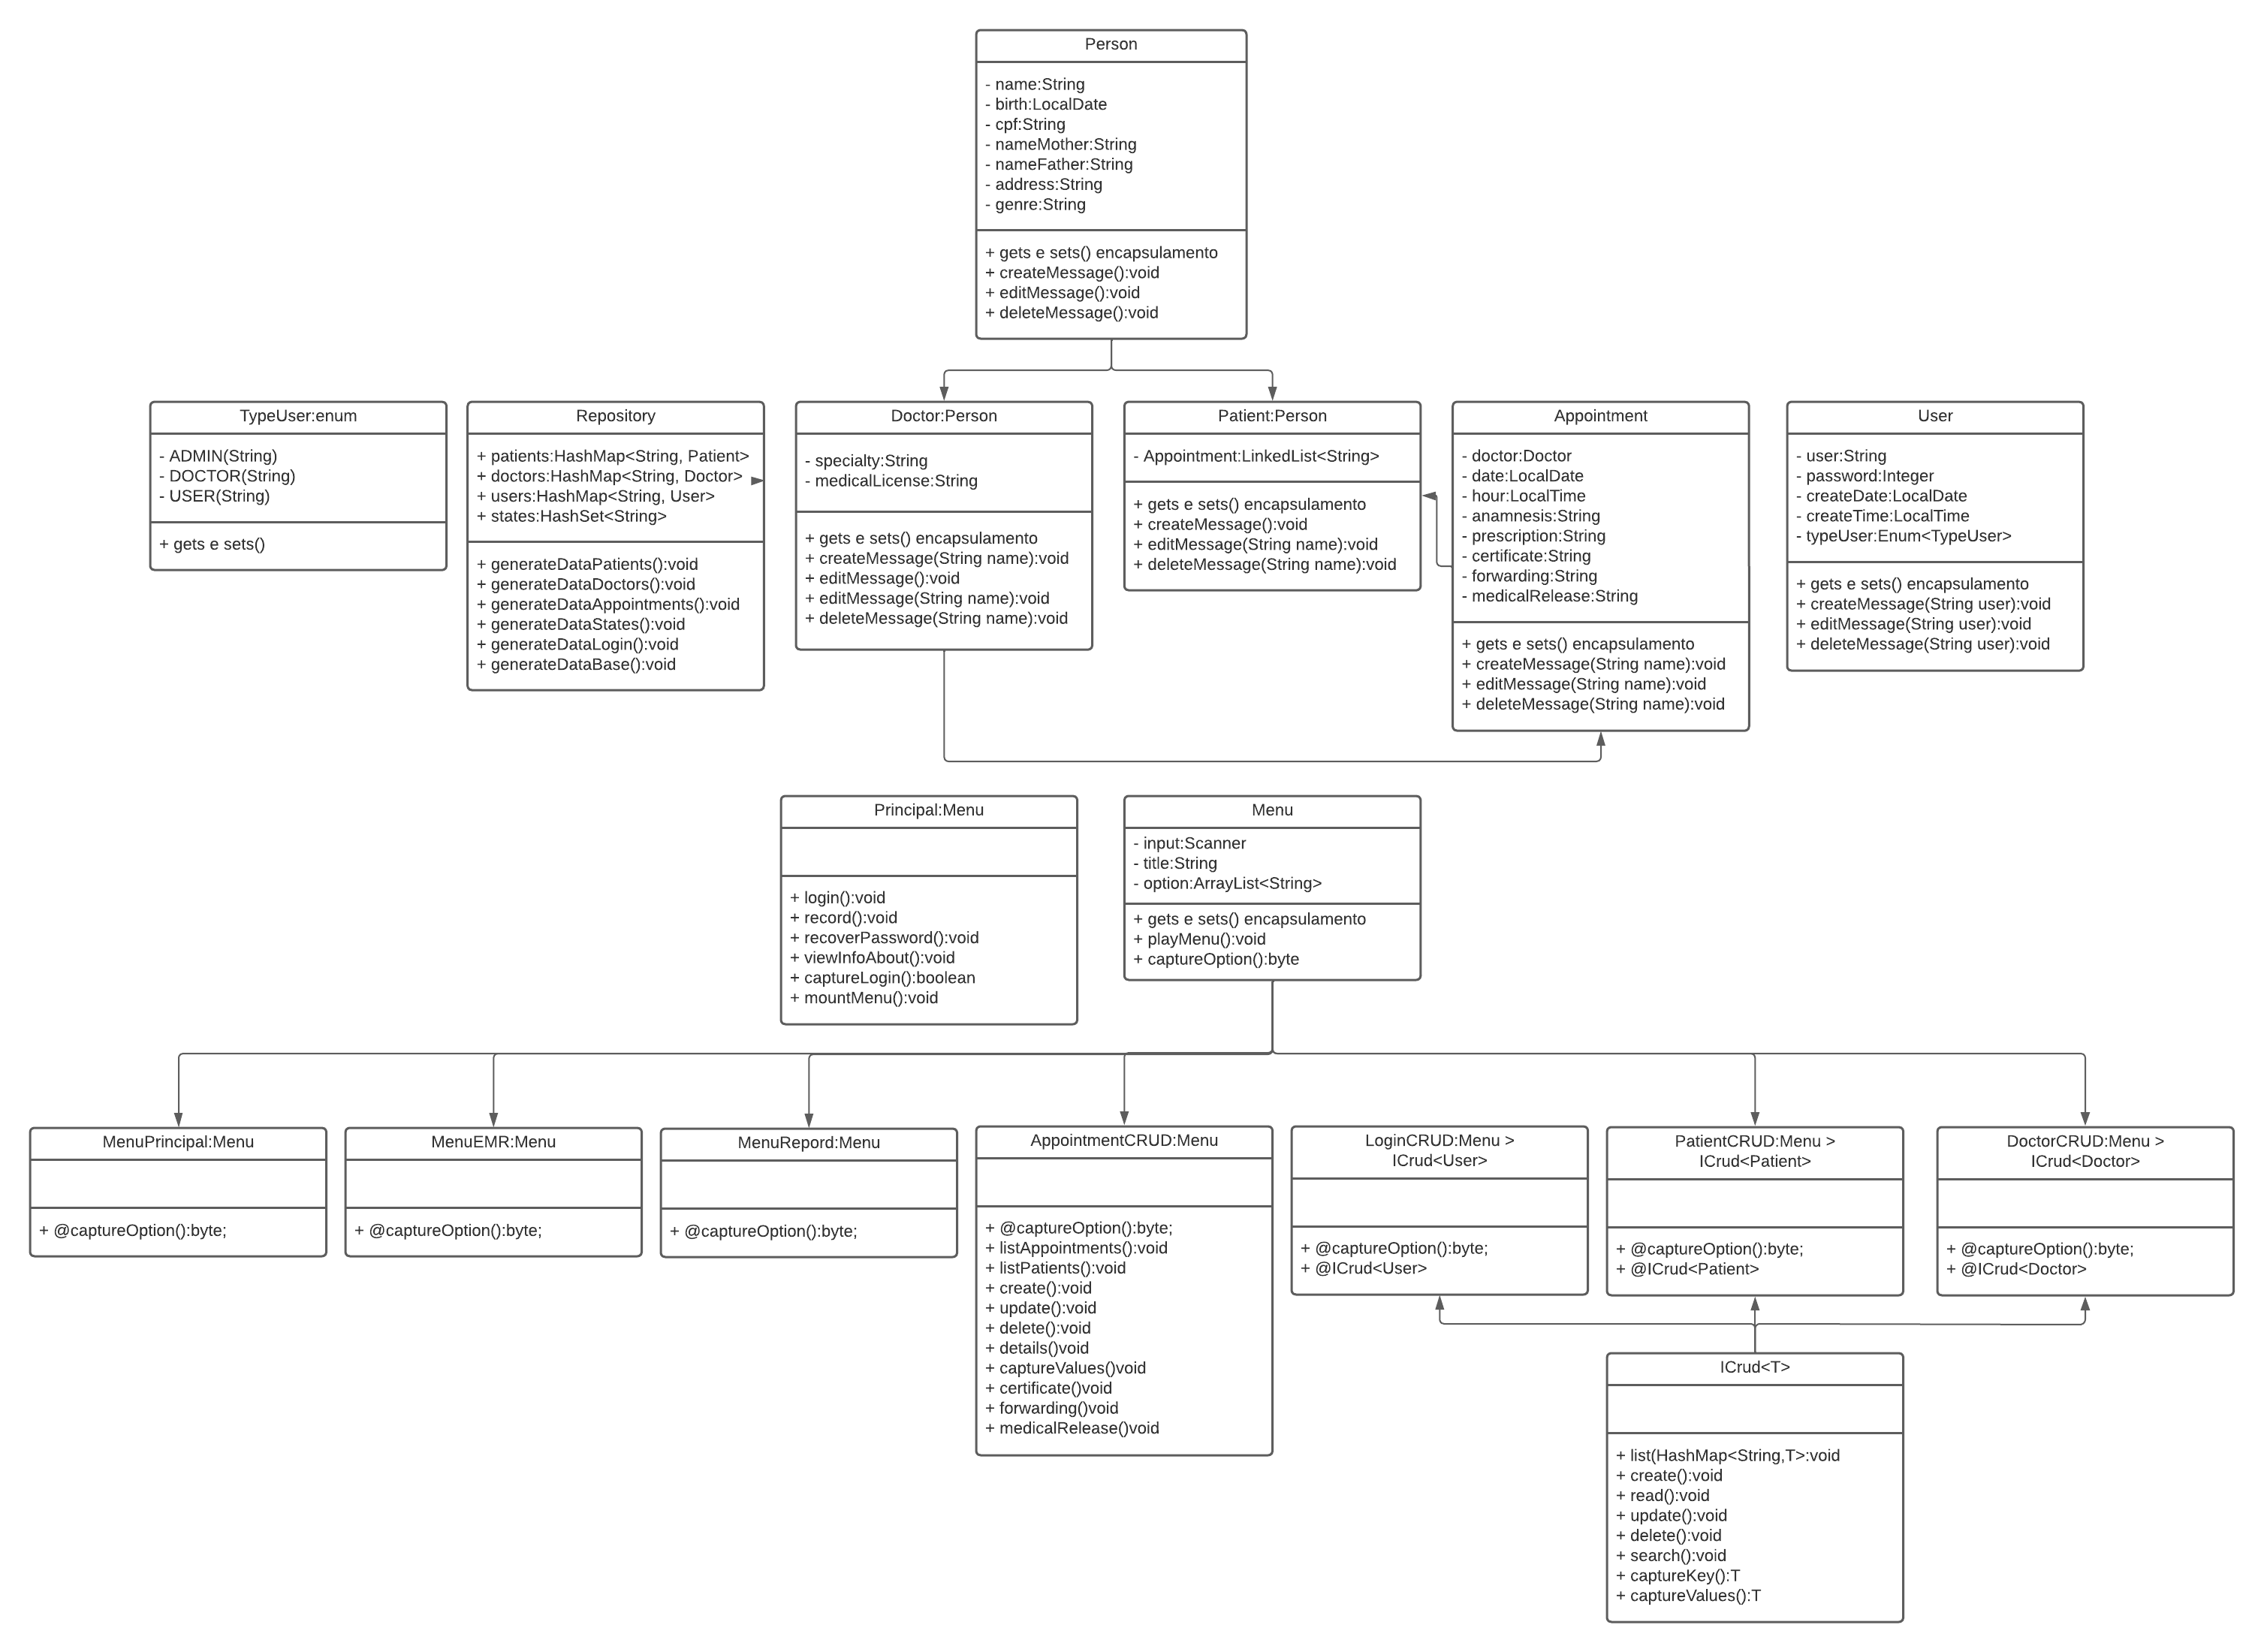 Person
- name:String
- birth:LocalDate
- cpf:String
- nameMother:String
- nameFather:String
- address:String
- genre:String
+ gets e sets() encapsulamento
+ createMessage():void
+ editMessage():void
+ deleteMessage():void
TypeUser:enum
- ADMIN(String)
- DOCTOR(String)
- USER(String)
+ gets e sets()
Repository
+ patients:HashMap<String, Patient>
+ doctors:HashMap<String, Doctor>
+ users:HashMap<String, User>
+ states:HashSet<String>
+ generateDataPatients():void
+ generateDataDoctors():void
+ generateDataAppointments():void
+ generateDataStates():void
+ generateDataLogin():void
+ generateDataBase():void
Doctor:Person
- specialty:String
- medicalLicense:String
+ gets e sets() encapsulamento
+ createMessage(String name):void
+ editMessage():void
+ editMessage(String name):void
+ deleteMessage(String name):void
Patient:Person
- Appointment:LinkedList<String>
+ gets e sets() encapsulamento
+ createMessage():void
+ editMessage(String name):void
+ deleteMessage(String name):void
Appointment
- doctor:Doctor
- date:LocalDate
- hour:LocalTime
- anamnesis:String
- prescription:String
- certificate:String
- forwarding:String
- medicalRelease:String
+ gets e sets() encapsulamento
+ createMessage(String name):void
+ editMessage(String name):void
+ deleteMessage(String name):void
User
- user:String
- password:Integer
- createDate:LocalDate
- createTime:LocalTime
- typeUser:Enum<TypeUser>
+ gets e sets() encapsulamento
+ createMessage(String user):void
+ editMessage(String user):void
+ deleteMessage(String user):void
Principal:Menu
+ login():void
+ record():void
+ recoverPassword():void
+ viewInfoAbout():void
+ captureLogin():boolean
+ mountMenu():void
Menu
- input:Scanner
- title:String
- option:ArrayList<String>
+ gets e sets() encapsulamento
+ playMenu():void
+ captureOption():byte
MenuPrincipal:Menu
+ @captureOption():byte;
MenuEMR:Menu
+ @captureOption():byte;
MenuRepord:Menu
+ @captureOption():byte;
AppointmentCRUD:Menu
+ @captureOption():byte;
+ listAppointments():void
+ listPatients():void
+ create():void
+ update():void
+ delete():void
+ details()void
+ captureValues()void
+ certificate()void
+ forwarding()void
+ medicalRelease()void
LoginCRUD:Menu >
ICrud<User>
+ @captureOption():byte;
+ @ICrud<User>
PatientCRUD:Menu >
ICrud<Patient>
+ @captureOption():byte;
+ @ICrud<Patient>
DoctorCRUD:Menu >
ICrud<Doctor>
+ @captureOption():byte;
+ @ICrud<Doctor>
ICrud<T>
+ list(HashMap<String,T>:void
+ create():void
+ read():void
+ update():void
+ delete():void
+ search():void
+ captureKey():T
+ captureValues():T